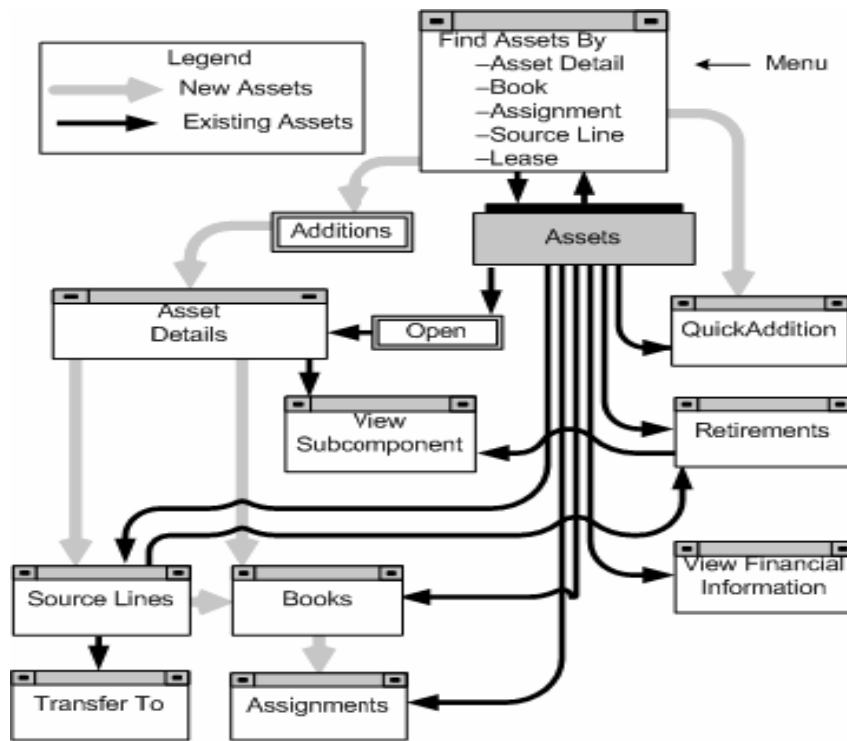 Legend
New Assets
Existing Assets
Find Assets By
–Asset Detail
–Book
–Assignment
–Source Line
–Lease
Menu
Additions
Assets
Asset
Details
Open
QuickAddition
View
Subcomponent
Retirements
Source Lines
Books
View Financial
Information
Transfer To
Assignments